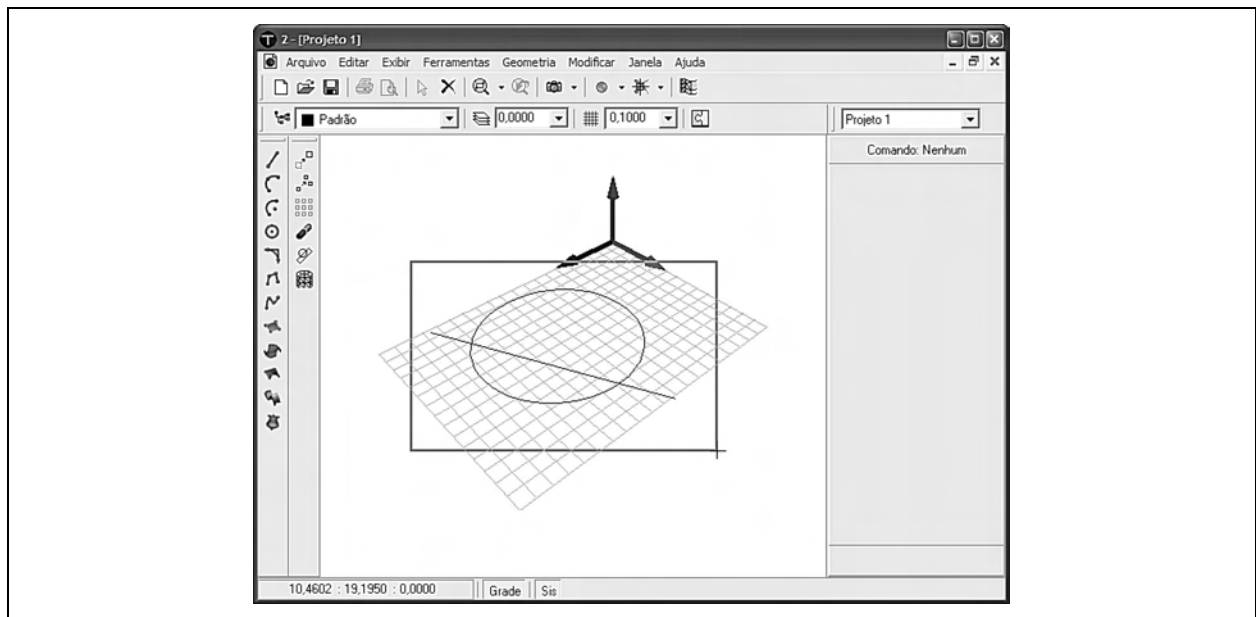 2 - [Projeto 1]
Arquivo Editar Exibir Ferramentas Geometria Modificar Janela Ajuda
Padrão 0,0000 0,1000 Projeto 1
Comando: Nenhum
10,4602 : 19,1950 : 0,0000 Grade Sis